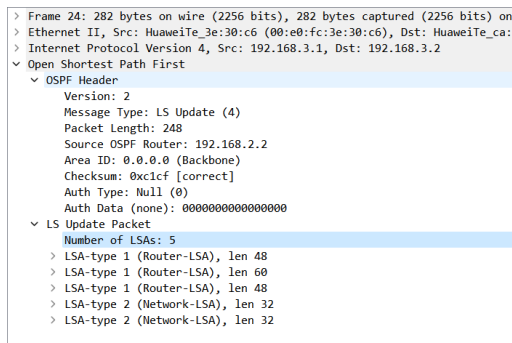 Frame 24: 282 bytes on wire (2256 bits), 282 bytes captured (2256 bits) on
Ethernet II, Src: HuaweiTe_3e:30:c6 (00:e0:fc:3e:30:c6), Dst: HuaweiTe_ca:
Internet Protocol Version 4, Src: 192.168.3.1, Dst: 192.168.3.2
Open Shortest Path First
OSPF Header
Version: 2
Message Type: LS Update (4)
Packet Length: 248
Source OSPF Router: 192.168.2.2
Area ID: 0.0.0.0 (Backbone)
Checksum: 0xc1cf [correct]
Auth Type: Null (0)
Auth Data (none): 0000000000000000
LS Update Packet
Number of LSAs: 5
LSA-type 1 (Router-LSA), len 48
LSA-type 1 (Router-LSA), len 60
LSA-type 1 (Router-LSA), len 48
LSA-type 2 (Network-LSA), len 32
LSA-type 2 (Network-LSA), len 32